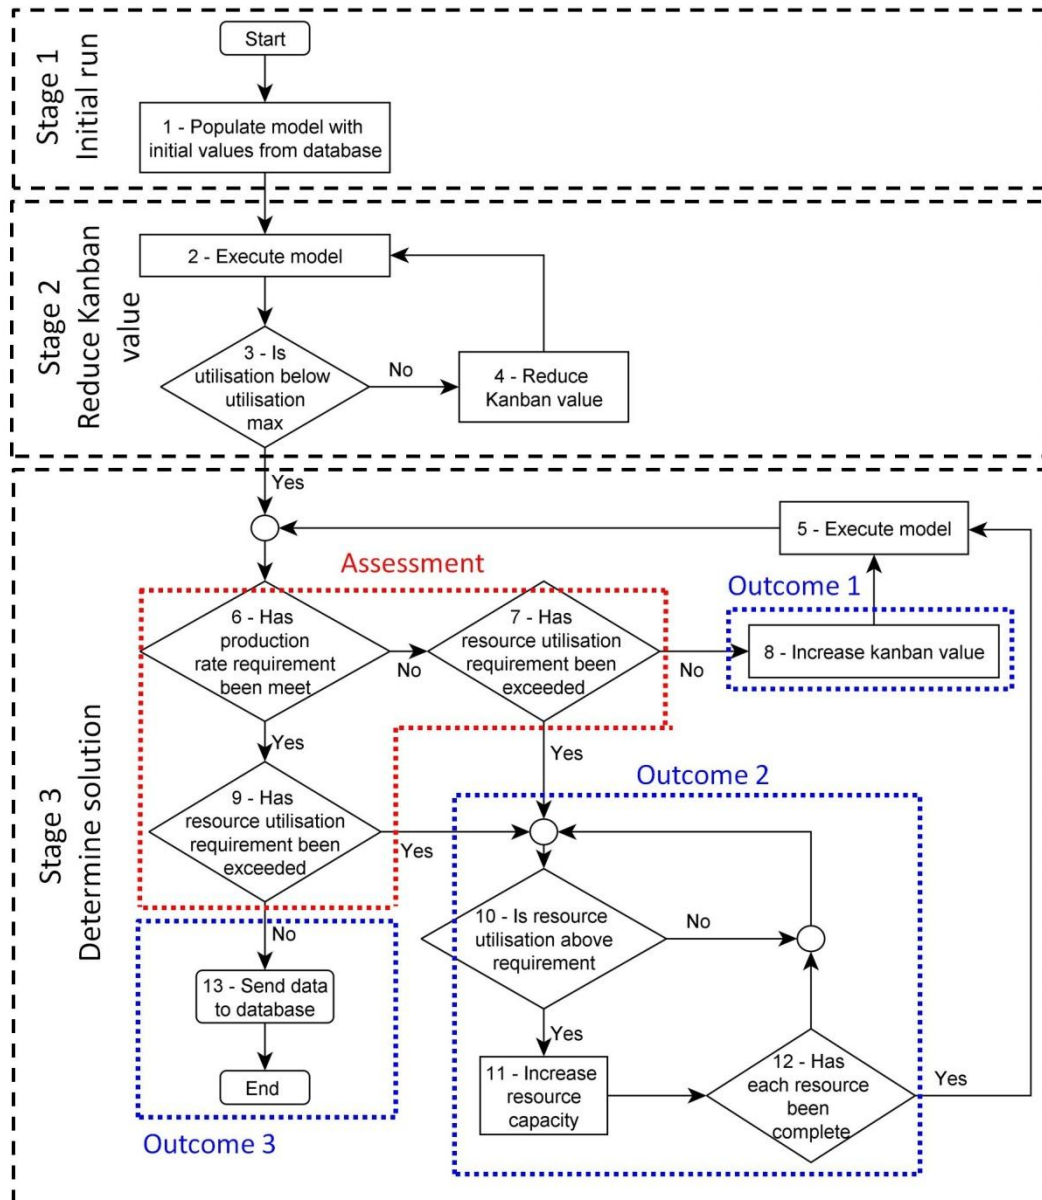 Stage 1
Initial run
Start
1 - Populate model with
initial values from database
Stage 2
Reduce Kanban
value
2 - Execute model
3 - Is
utilisation below
utilisation
max
No
4 - Reduce
Kanban value
Yes
Stage 3
Determine solution
5 - Execute model
Assessment
Outcome 1
6 - Has
production
rate requirement
been meet
No
7 - Has
resource utilisation
requirement been
exceeded
No
8 - Increase kanban value
Yes
Yes
Outcome 2
9 - Has
resource utilisation
requirement been
exceeded
Yes
10 - Is resource
utilisation above
requirement
No
No
13 - Send data
to database
Yes
End
11 - Increase
resource
capacity
12 - Has
each resource
been
complete
Yes
Outcome 3